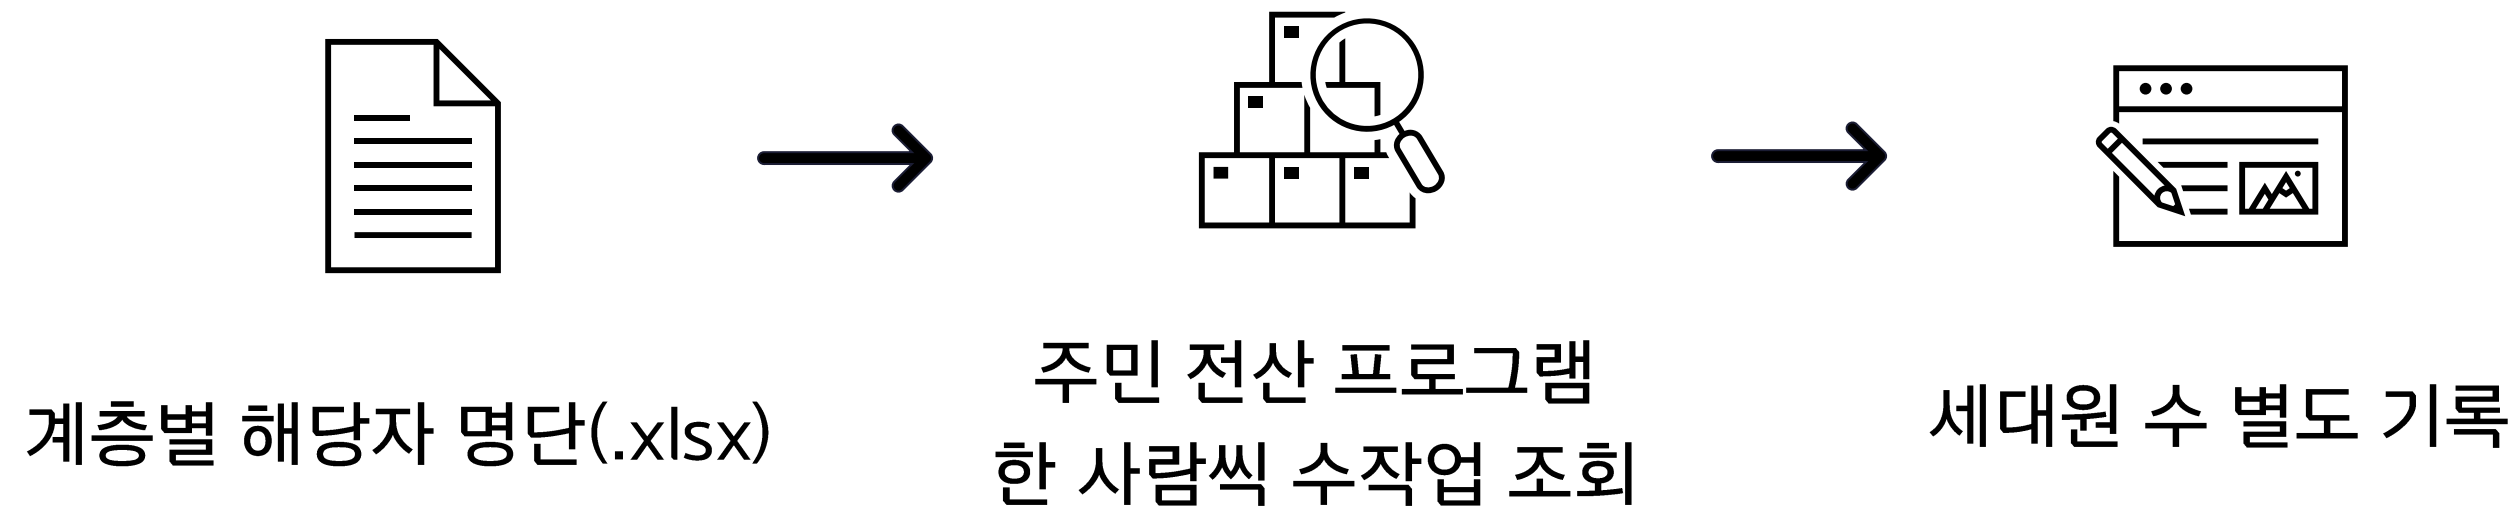 계층별 해당자 명단(.xlsx)
주민 전산 프로그램
한 사람씩 수작업 조회
세대원 수 별도 기록